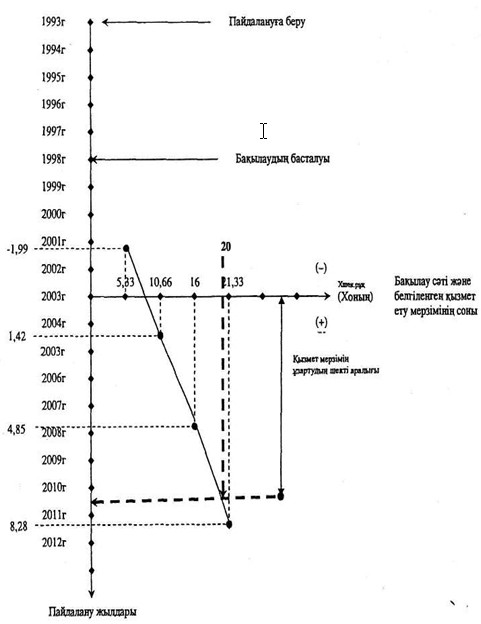 1993г
Пайдалануға беру
1994г
1995г
1996г
1997г
1998г
Бақылаудың басталуы
1999г
2000г
2001г
-1,99
20
2002г
(−)
5,33
10,66
16
21,33
2003г
(Хоның)
Бақылау сәті және
белгіленген қызмет
ету мерзімінің соны
2004г
(+)
1,42
2003г
Қызмет мерзімін
ұзартудың шекті аралығы
2006г
2007г
4,85
2008г
2009г
2010г
2011г
8,28
2012г
Пайдалану жылдары